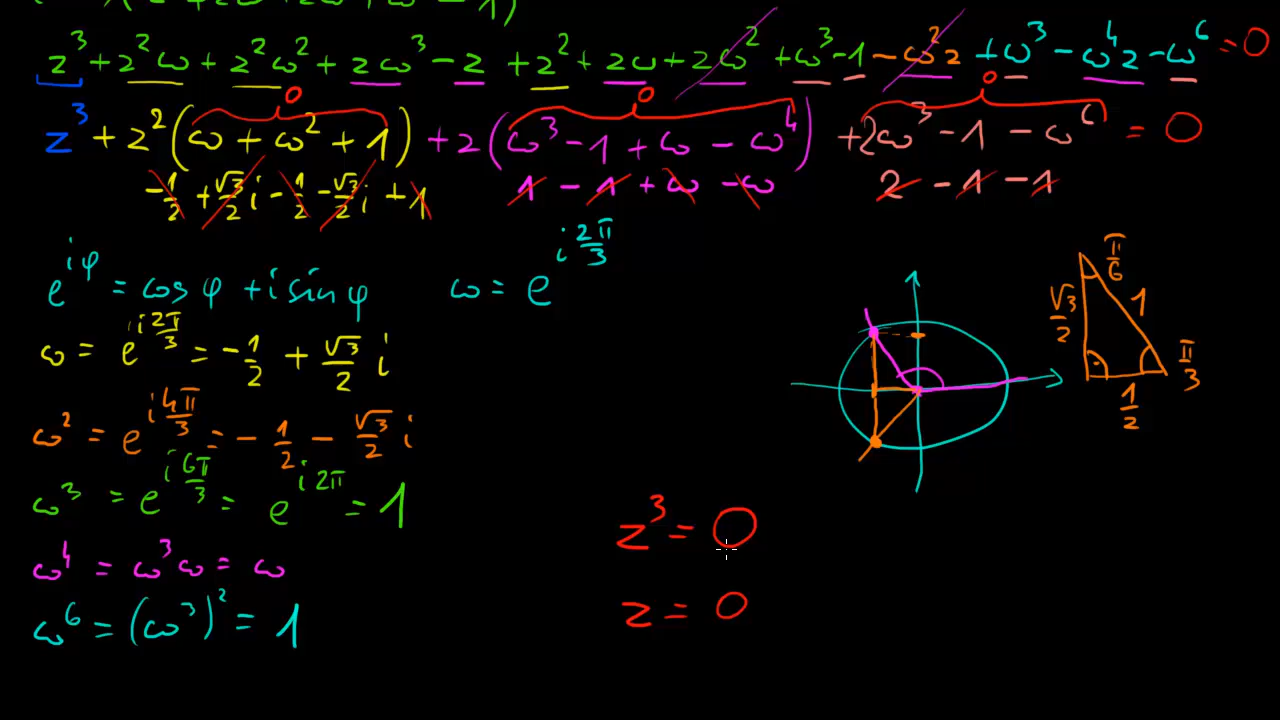 z³ + z²ω + z²ω² + zω³ - z + z² + zω + zω² + ω³ - 1 - ω²z + ω³ - ω⁴z - ω⁶ = 0
0 0 0
z³ + z²(ω + ω² + 1) + z(ω³ - 1 + ω - ω⁴) + 2ω³ - 1 - ω⁶ = 0
-1/2 + √3/2 i - 1/2 - √3/2 i + 1 1 - 1 + ω - ω 2 - 1 - 1
e^{iφ} = cos φ + i sin φ ω = e^{i 2π/3}
ω = e^{i 2π/3} = -1/2 + √3/2 i
ω² = e^{i 4π/3} = - 1/2 - √3/2 i
ω³ = e^{i 6π/3} = e^{i 2π} = 1
ω⁴ = ω³ω = ω
ω⁶ = (ω³)² = 1
π/6
√3/2 1
π/3
1/2
z³ = 0
z = 0